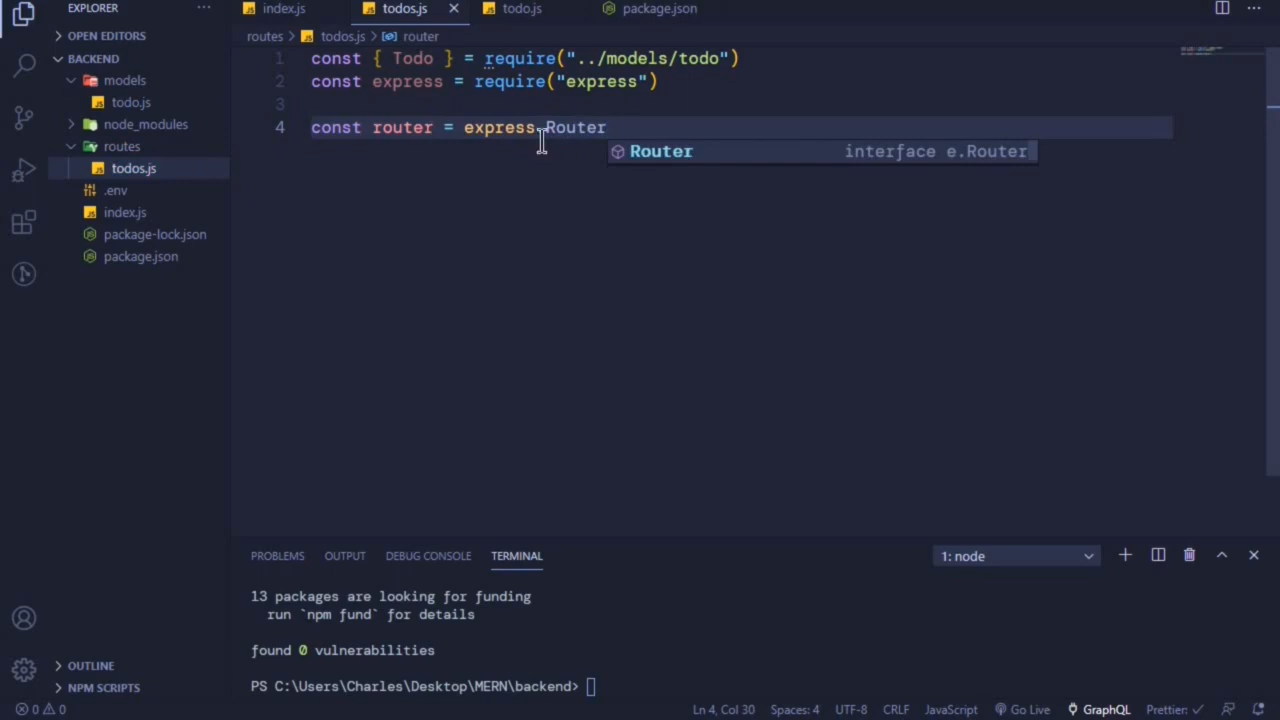 EXPLORER
···
index.js
todos.js
todo.js
package.json
···
OPEN EDITORS
BACKEND
models
todo.js
node_modules
routes
todos.js
.env
index.js
package-lock.json
package.json
OUTLINE
NPM SCRIPTS
routes > todos.js > router
1 const { Todo } = require("../models/todo")
2 const express = require("express")
3
4 const router = express.Router
Router interface e.Router
PROBLEMS OUTPUT DEBUG CONSOLE TERMINAL 1: node
13 packages are looking for funding
run `npm fund` for details
found 0 vulnerabilities
PS C:\Users\Charles\Desktop\MERN\backend>
0 0 Ln 4, Col 30 Spaces: 4 UTF-8 CRLF JavaScript Go Live GraphQL Prettier: ✓